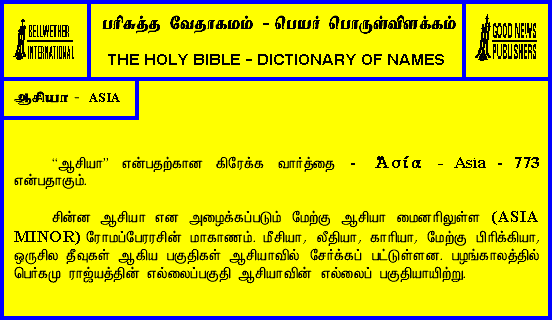 BELLWETHER
INTERNATIONAL
பரிசுத்த வேதாகமம் - பெயர் பொருள்விளக்கம்
THE HOLY BIBLE - DICTIONARY OF NAMES
GOOD NEWS
PUBLISHERS
ஆசியா - ASIA
“ஆசியா” என்பதற்கான கிரேக்க வார்த்தை - Ἀσία - Asia - 773
என்பதாகும்.
சின்ன ஆசியா என அழைக்கப்படும் மேற்கு ஆசியா மைனரிலுள்ள (ASIA
MINOR) ரோமப்பேரரசின் மாகாணம். மீசியா, லீதியா, காரியா, மேற்கு பிரிக்கியா,
ஒருசில தீவுகள் ஆகிய பகுதிகள் ஆசியாவில் சேர்க்கப் பட்டுள்ளன. பழங்காலத்தில்
பெர்கமு ராஜ்யத்தின் எல்லைப்பகுதி ஆசியாவின் எல்லைப் பகுதியாயிற்று.